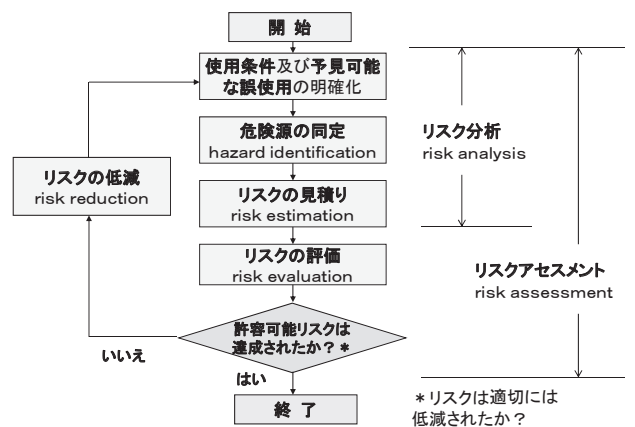 開 始
使用条件及び予見可能
な誤使用の明確化
危険源の同定
hazard identification
リスク分析
risk analysis
リスクの低減
risk reduction
リスクの見積り
risk estimation
リスクの評価
risk evaluation
リスクアセスメント
risk assessment
許容可能リスクは
達成されたか？*
いいえ
はい
終 了
*リスクは適切には
低減されたか？